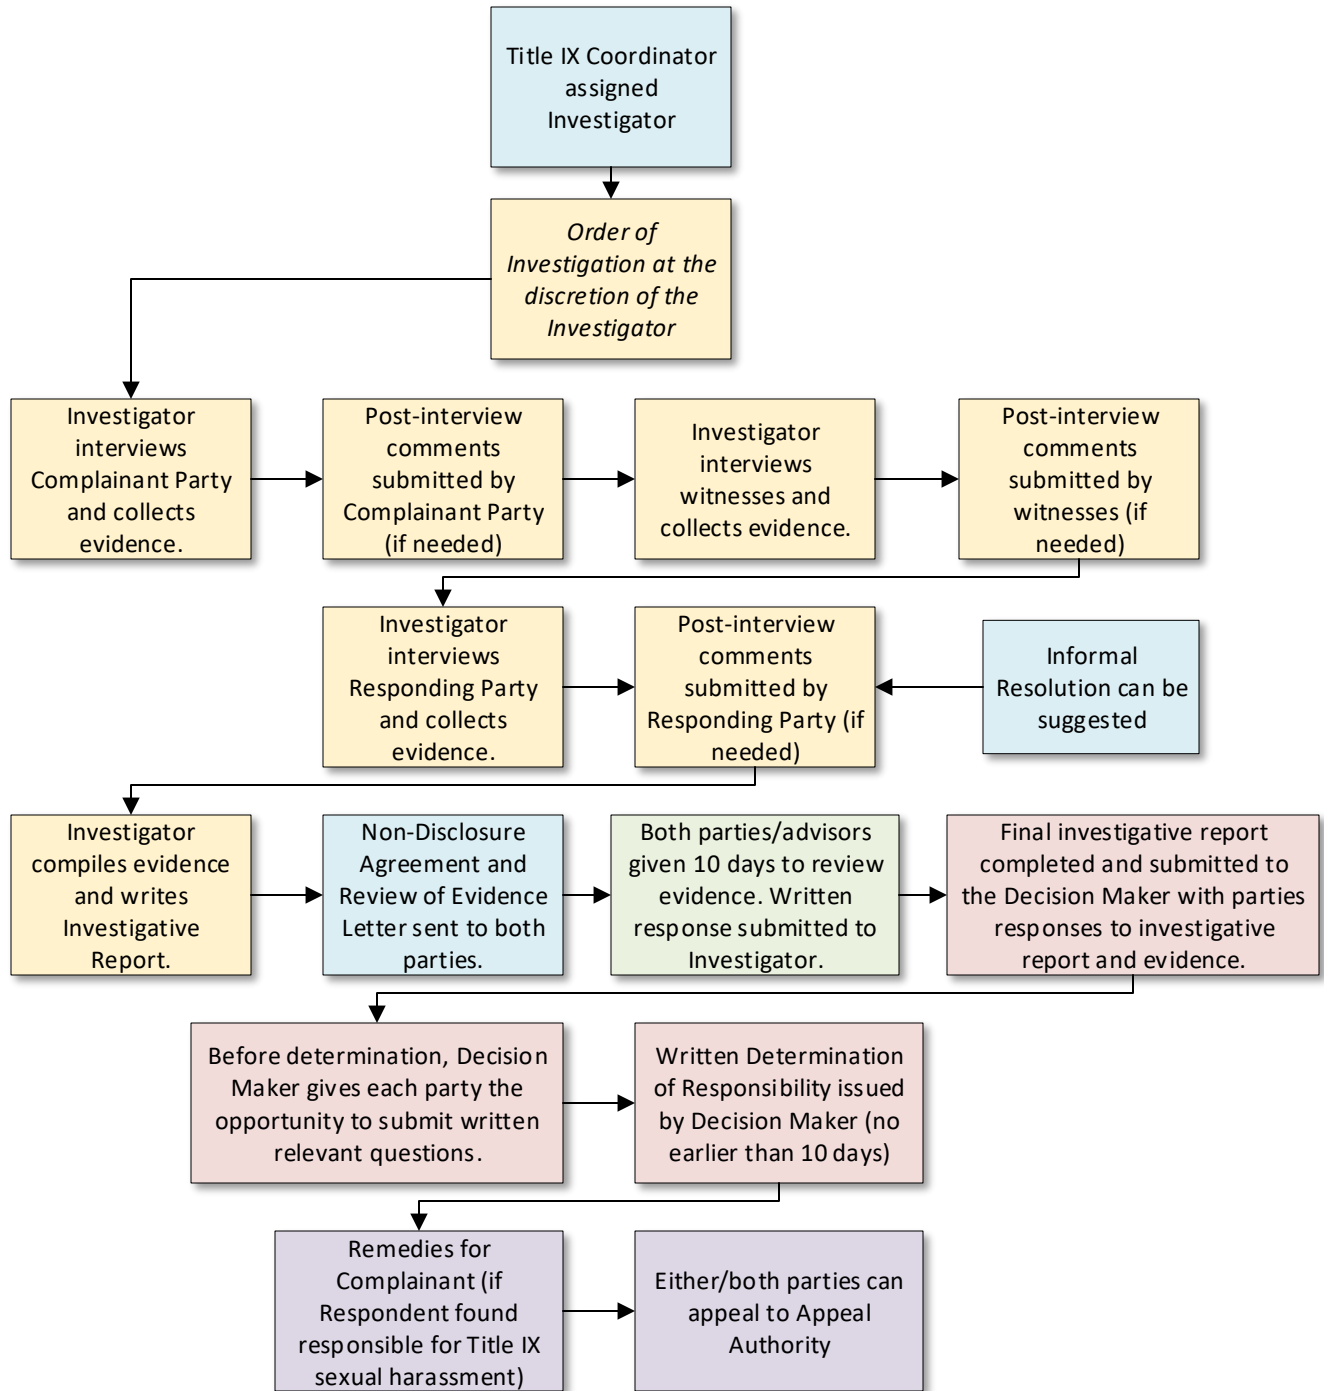 Title IX Coordinator
assigned
Investigator
Order of
Investigation at the
discretion of the
Investigator
Investigator
interviews
Complainant Party
and collects
evidence.
Post-interview
comments
submitted by
Complainant Party
(if needed)
Investigator
interviews
witnesses and
collects evidence.
Post-interview
comments
submitted by
witnesses (if
needed)
Investigator
interviews
Responding Party
and collects
evidence.
Post-interview
comments
submitted by
Responding Party (if
needed)
Informal
Resolution can be
suggested
Investigator
compiles evidence
and writes
Investigative
Report.
Non-Disclosure
Agreement and
Review of Evidence
Letter sent to both
parties.
Both parties/advisors
given 10 days to review
evidence. Written
response submitted to
Investigator.
Final investigative report
completed and submitted to
the Decision Maker with parties
responses to investigative
report and evidence.
Before determination, Decision
Maker gives each party the
opportunity to submit written
relevant questions.
Written Determination
of Responsibility issued
by Decision Maker (no
earlier than 10 days)
Remedies for
Complainant (if
Respondent found
responsible for Title IX
sexual harassment)
Either/both parties can
appeal to Appeal
Authority